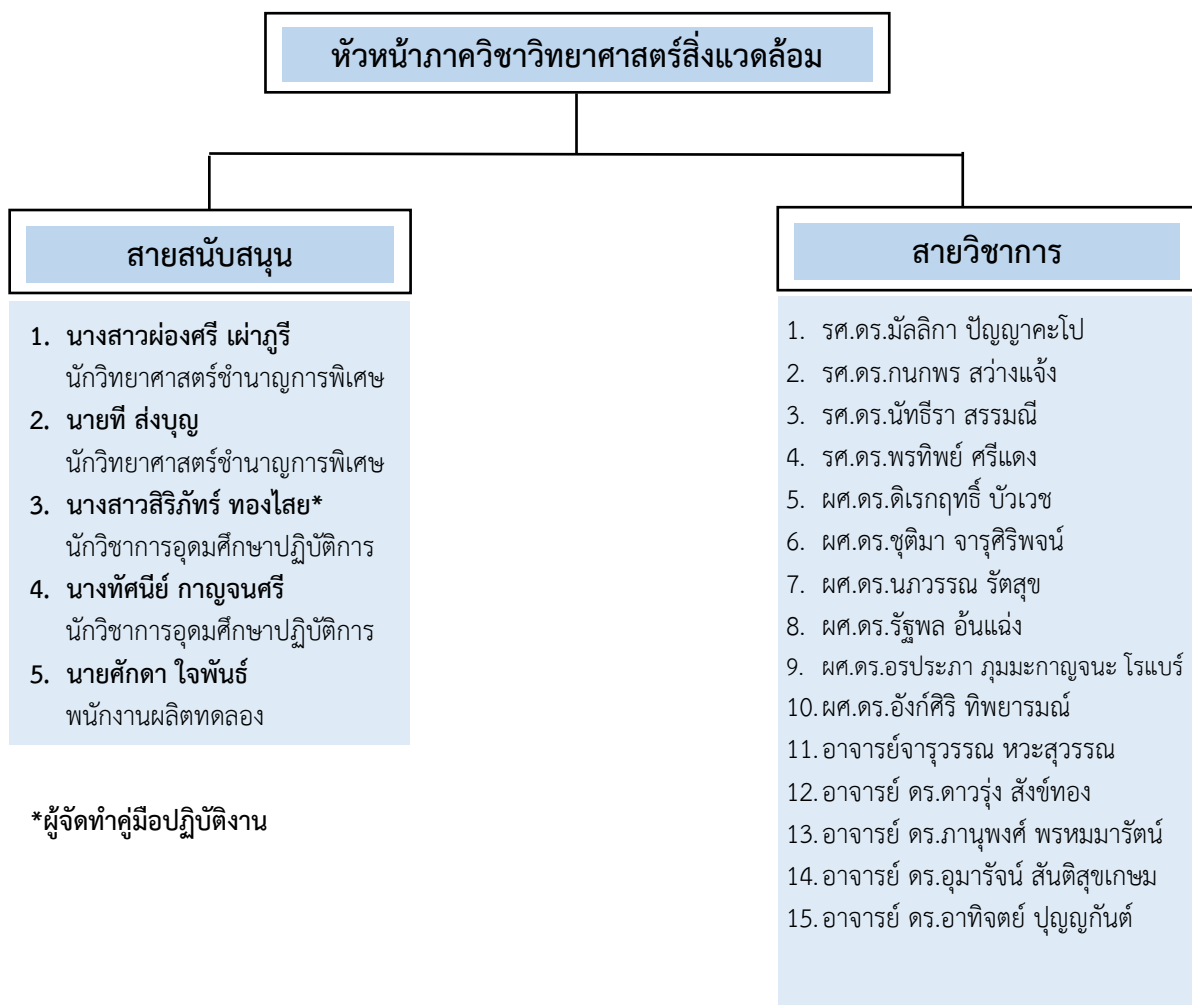 หัวหน้าภาควิชาวิทยาศาสตร์สิ่งแวดล้อม
สายสนับสนุน
1. นางสาวผ่องศรี เผ่าภูรี
นักวิทยาศาสตร์ชำนาญการพิเศษ
2. นายที ส่งบุญ
นักวิทยาศาสตร์ชำนาญการพิเศษ
3. นางสาวสิริภัทร์ ทองไสย*
นักวิชาการอุดมศึกษาปฏิบัติการ
4. นางทัศนีย์ กาญจนศรี
นักวิชาการอุดมศึกษาปฏิบัติการ
5. นายศักดา ใจพันธ์
พนักงานผลิตทดลอง
*ผู้จัดทำคู่มือปฏิบัติงาน
สายวิชาการ
1. รศ.ดร.มัลลิกา ปัญญาคะโป
2. รศ.ดร.กนกพร สว่างแจ้ง
3. รศ.ดร.นัทธีรา สรรมณี
4. รศ.ดร.พรทิพย์ ศรีแดง
5. ผศ.ดร.ดิเรกฤทธิ์ บัวเวช
6. ผศ.ดร.ชุติมา จารุศิริพจน์
7. ผศ.ดร.นภวรรณ รัตสุข
8. ผศ.ดร.รัฐพล อ้นแฉ่ง
9. ผศ.ดร.อรประภา ภุมมะกาญจนะ โรแบร์
10. ผศ.ดร.อังก์ศิริ ทิพยารมณ์
11. อาจารย์จารุวรรณ หวะสุวรรณ
12. อาจารย์ ดร.ดาวรุ่ง สังข์ทอง
13. อาจารย์ ดร.ภานุพงศ์ พรหมมารัตน์
14. อาจารย์ ดร.อุมารัจน์ สันติสุขเกษม
15. อาจารย์ ดร.อาทิจตย์ ปุญญกันต์